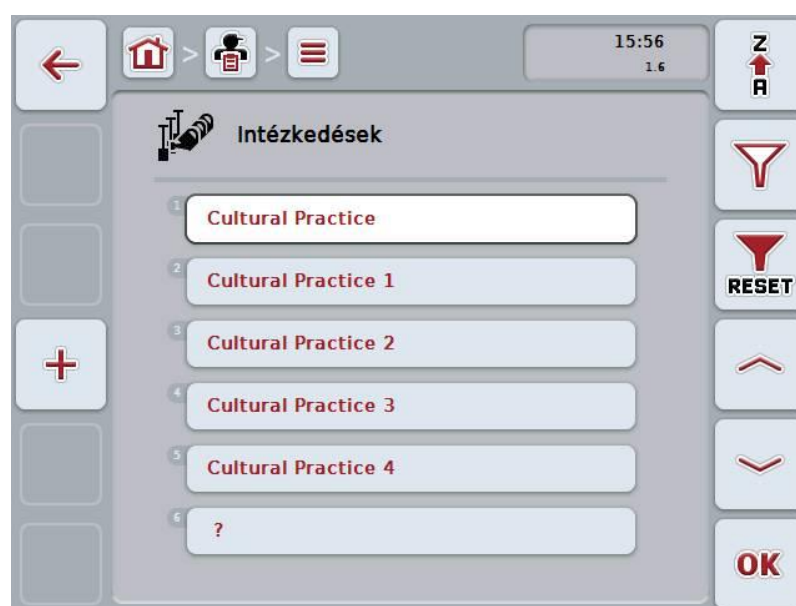 15:56
1.6
Z
A
Intézkedések
1
Cultural Practice
2
Cultural Practice 1
RESET
3
Cultural Practice 2
4
Cultural Practice 3
5
Cultural Practice 4
6
?
OK